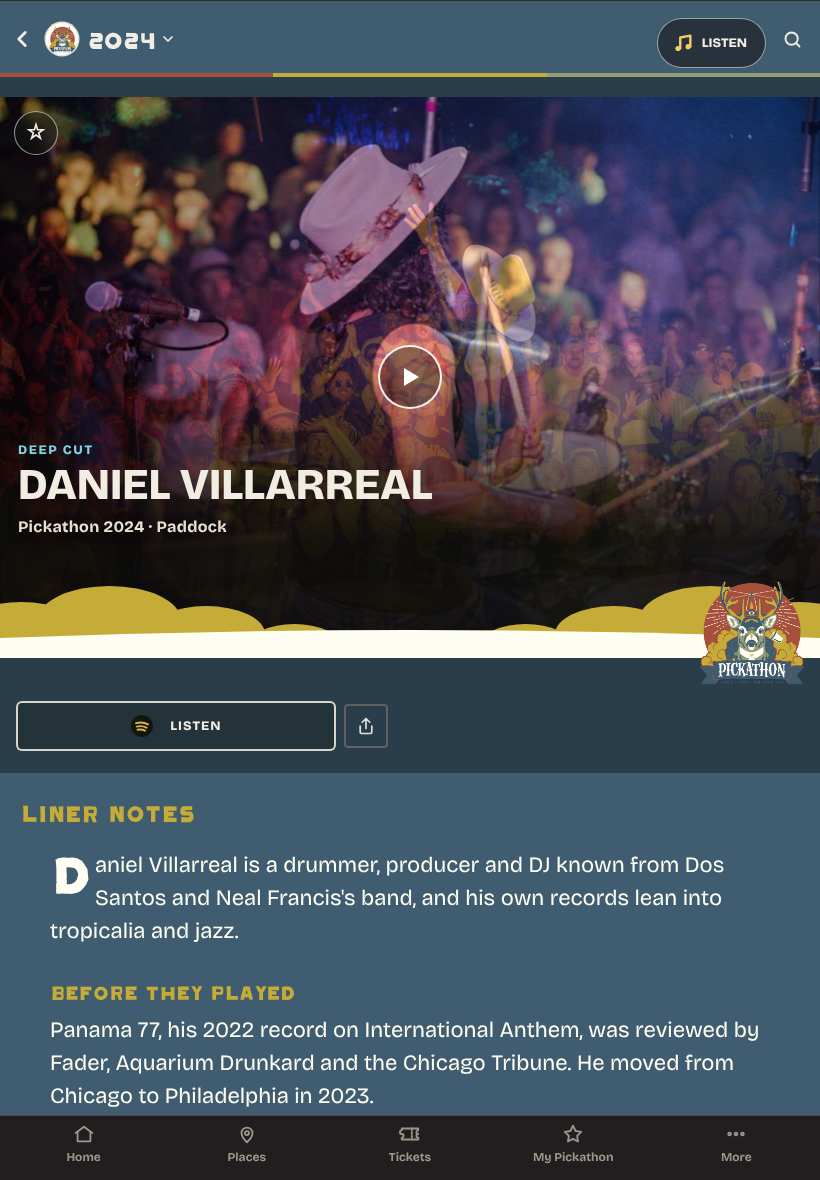 2024
LISTEN
DEEP CUT
DANIEL VILLARREAL
Pickathon 2024 · Paddock
PICKATHON
LISTEN
LINER NOTES
Daniel Villarreal is a drummer, producer and DJ known from Dos
Santos and Neal Francis's band, and his own records lean into
tropicalia and jazz.
BEFORE THEY PLAYED
Panama 77, his 2022 record on International Anthem, was reviewed by
Fader, Aquarium Drunkard and the Chicago Tribune. He moved from
Chicago to Philadelphia in 2023.
Home
Places
Tickets
My Pickathon
More